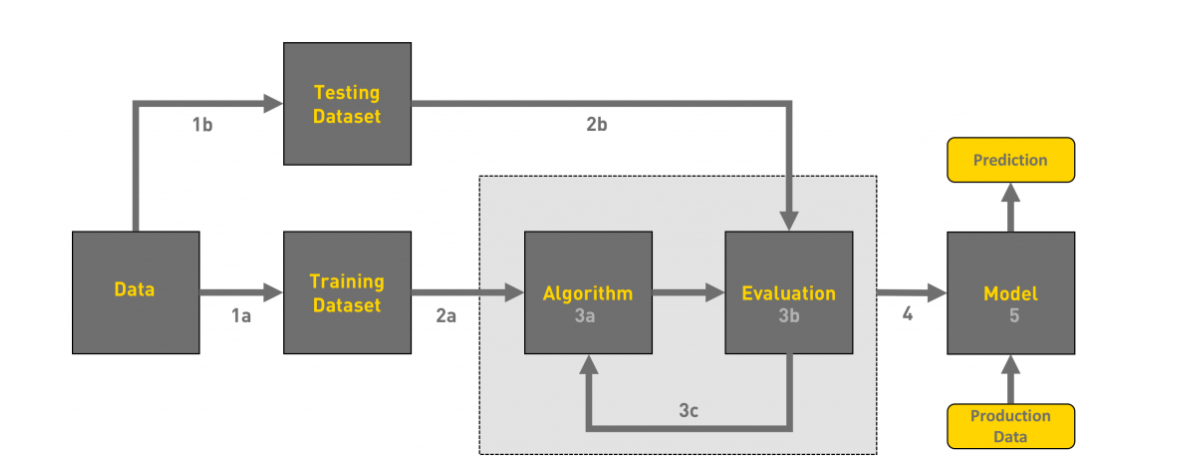 Testing
Dataset
1b
2b
Prediction
Data
1a
Training
Dataset
2a
Algorithm
3a
Evaluation
3b
4
Model
5
3c
Production
Data